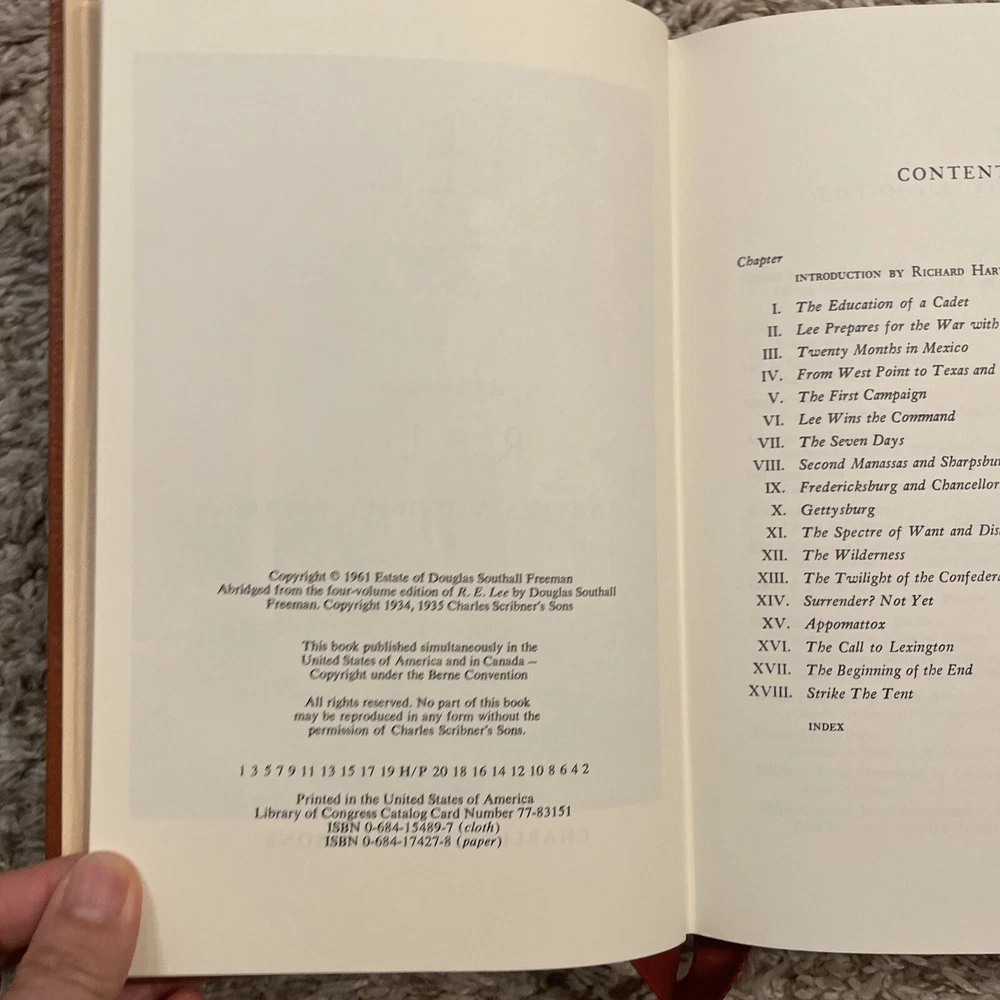 Copyright © 1961 Estate of Douglas Southall Freeman
Abridged from the four-volume edition of R. E. Lee by Douglas Southall
Freeman. Copyright 1934, 1935 Charles Scribner's Sons
This book published simultaneously in the
United States of America and in Canada —
Copyright under the Berne Convention
All rights reserved. No part of this book
may be reproduced in any form without the
permission of Charles Scribner's Sons.
1 3 5 7 9 11 13 15 17 19 H/P 20 18 16 14 12 10 8 6 4 2
Printed in the United States of America
Library of Congress Catalog Card Number 77-83151
ISBN 0-684-15489-7 (cloth)
ISBN 0-684-17427-8 (paper)
CONTENT
Chapter
INTRODUCTION BY RICHARD HAR
I. The Education of a Cadet
II. Lee Prepares for the War with
III. Twenty Months in Mexico
IV. From West Point to Texas and
V. The First Campaign
VI. Lee Wins the Command
VII. The Seven Days
VIII. Second Manassas and Sharpsbu
IX. Fredericksburg and Chancellor
X. Gettysburg
XI. The Spectre of Want and Dis
XII. The Wilderness
XIII. The Twilight of the Confedera
XIV. Surrender? Not Yet
XV. Appomattox
XVI. The Call to Lexington
XVII. The Beginning of the End
XVIII. Strike The Tent
INDEX